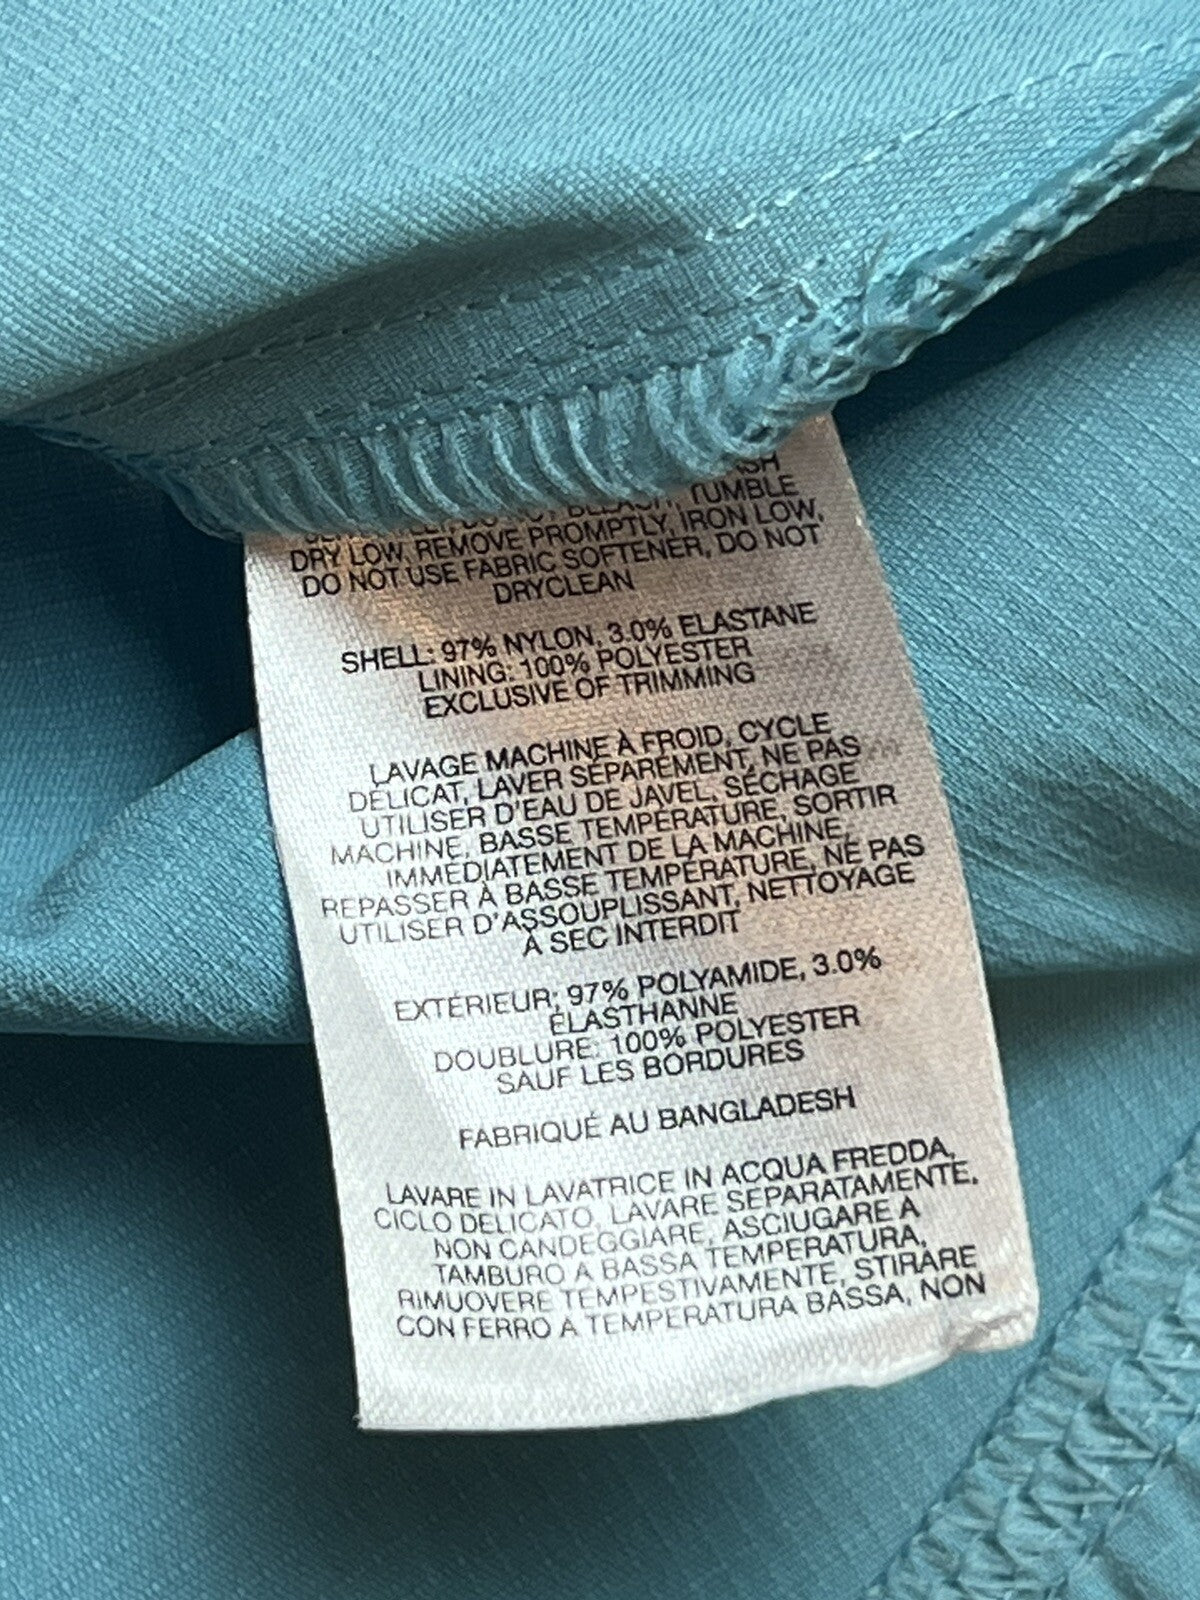 TUMBLE
DRY LOW, REMOVE PROMPTLY, IRON LOW,
DO NOT USE FABRIC SOFTENER, DO NOT
DRYCLEAN
SHELL: 97% NYLON, 3.0% ELASTANE
LINING: 100% POLYESTER
EXCLUSIVE OF TRIMMING
LAVAGE MACHINE À FROID, CYCLE
DÉLICAT, LAVER SÉPARÉMENT, NE PAS
UTILISER D'EAU DE JAVEL, SÉCHAGE
MACHINE, BASSE TEMPÉRATURE, SORTIR
IMMÉDIATEMENT DE LA MACHINE,
REPASSER À BASSE TEMPÉRATURE, NE PAS
UTILISER D'ASSOUPLISSANT, NETTOYAGE
À SEC INTERDIT
EXTÉRIEUR: 97% POLYAMIDE, 3.0%
ÉLASTHANNE
DOUBLURE: 100% POLYESTER
SAUF LES BORDURES
FABRIQUÉ AU BANGLADESH
LAVARE IN LAVATRICE IN ACQUA FREDDA,
CICLO DELICATO, LAVARE SEPARATAMENTE,
NON CANDEGGIARE, ASCIUGARE A
TAMBURO A BASSA TEMPERATURA,
RIMUOVERE TEMPESTIVAMENTE, STIRARE
CON FERRO A TEMPERATURA BASSA, NON